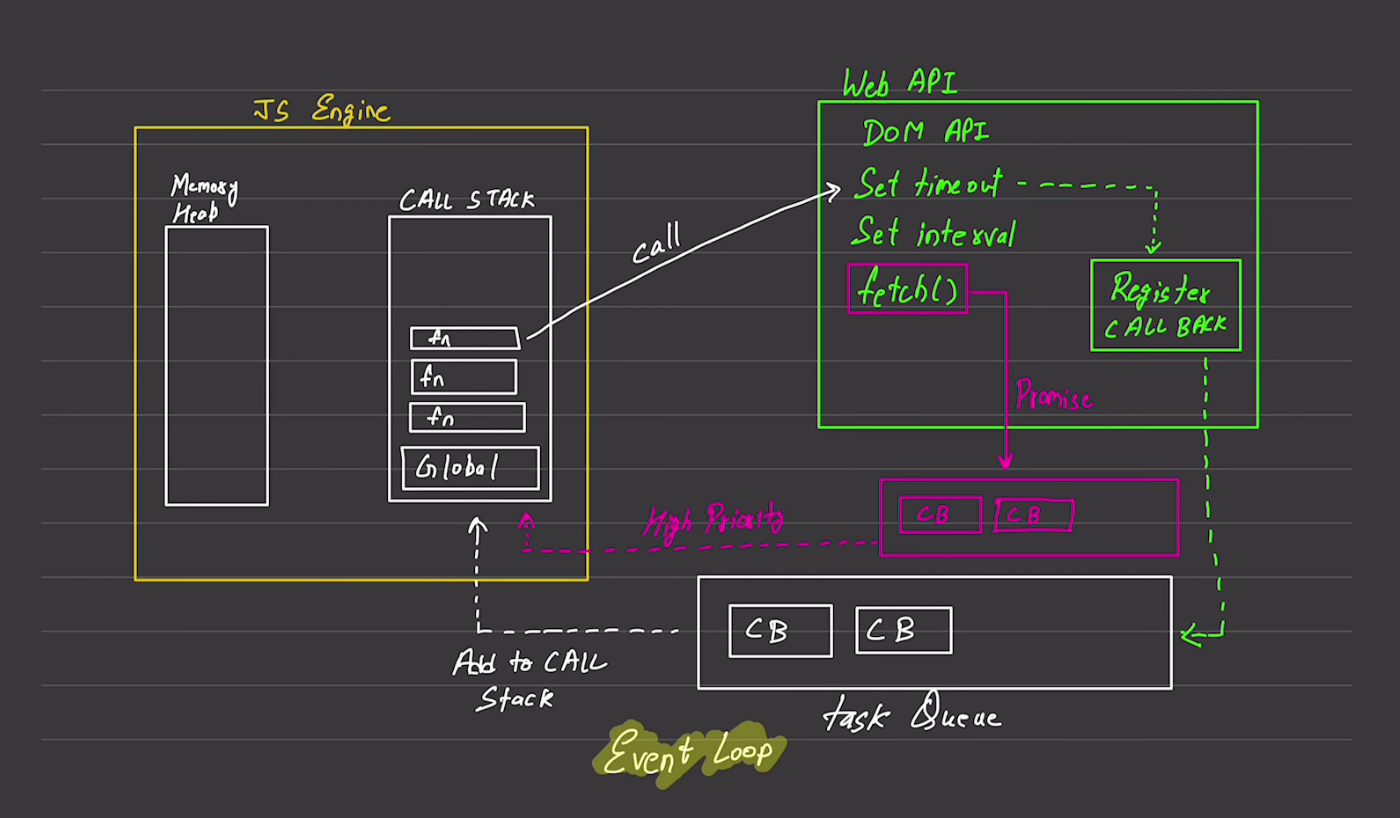 JS Engine
Memory
Heap
CALL STACK
fn
fn
fn
Global
call
Web API
DOM API
Set timeout
Set interval
fetch()
Register
CALL BACK
Promise
High Priority
CB
CB
CB
CB
Add to CALL
Stack
task Queue
Event Loop